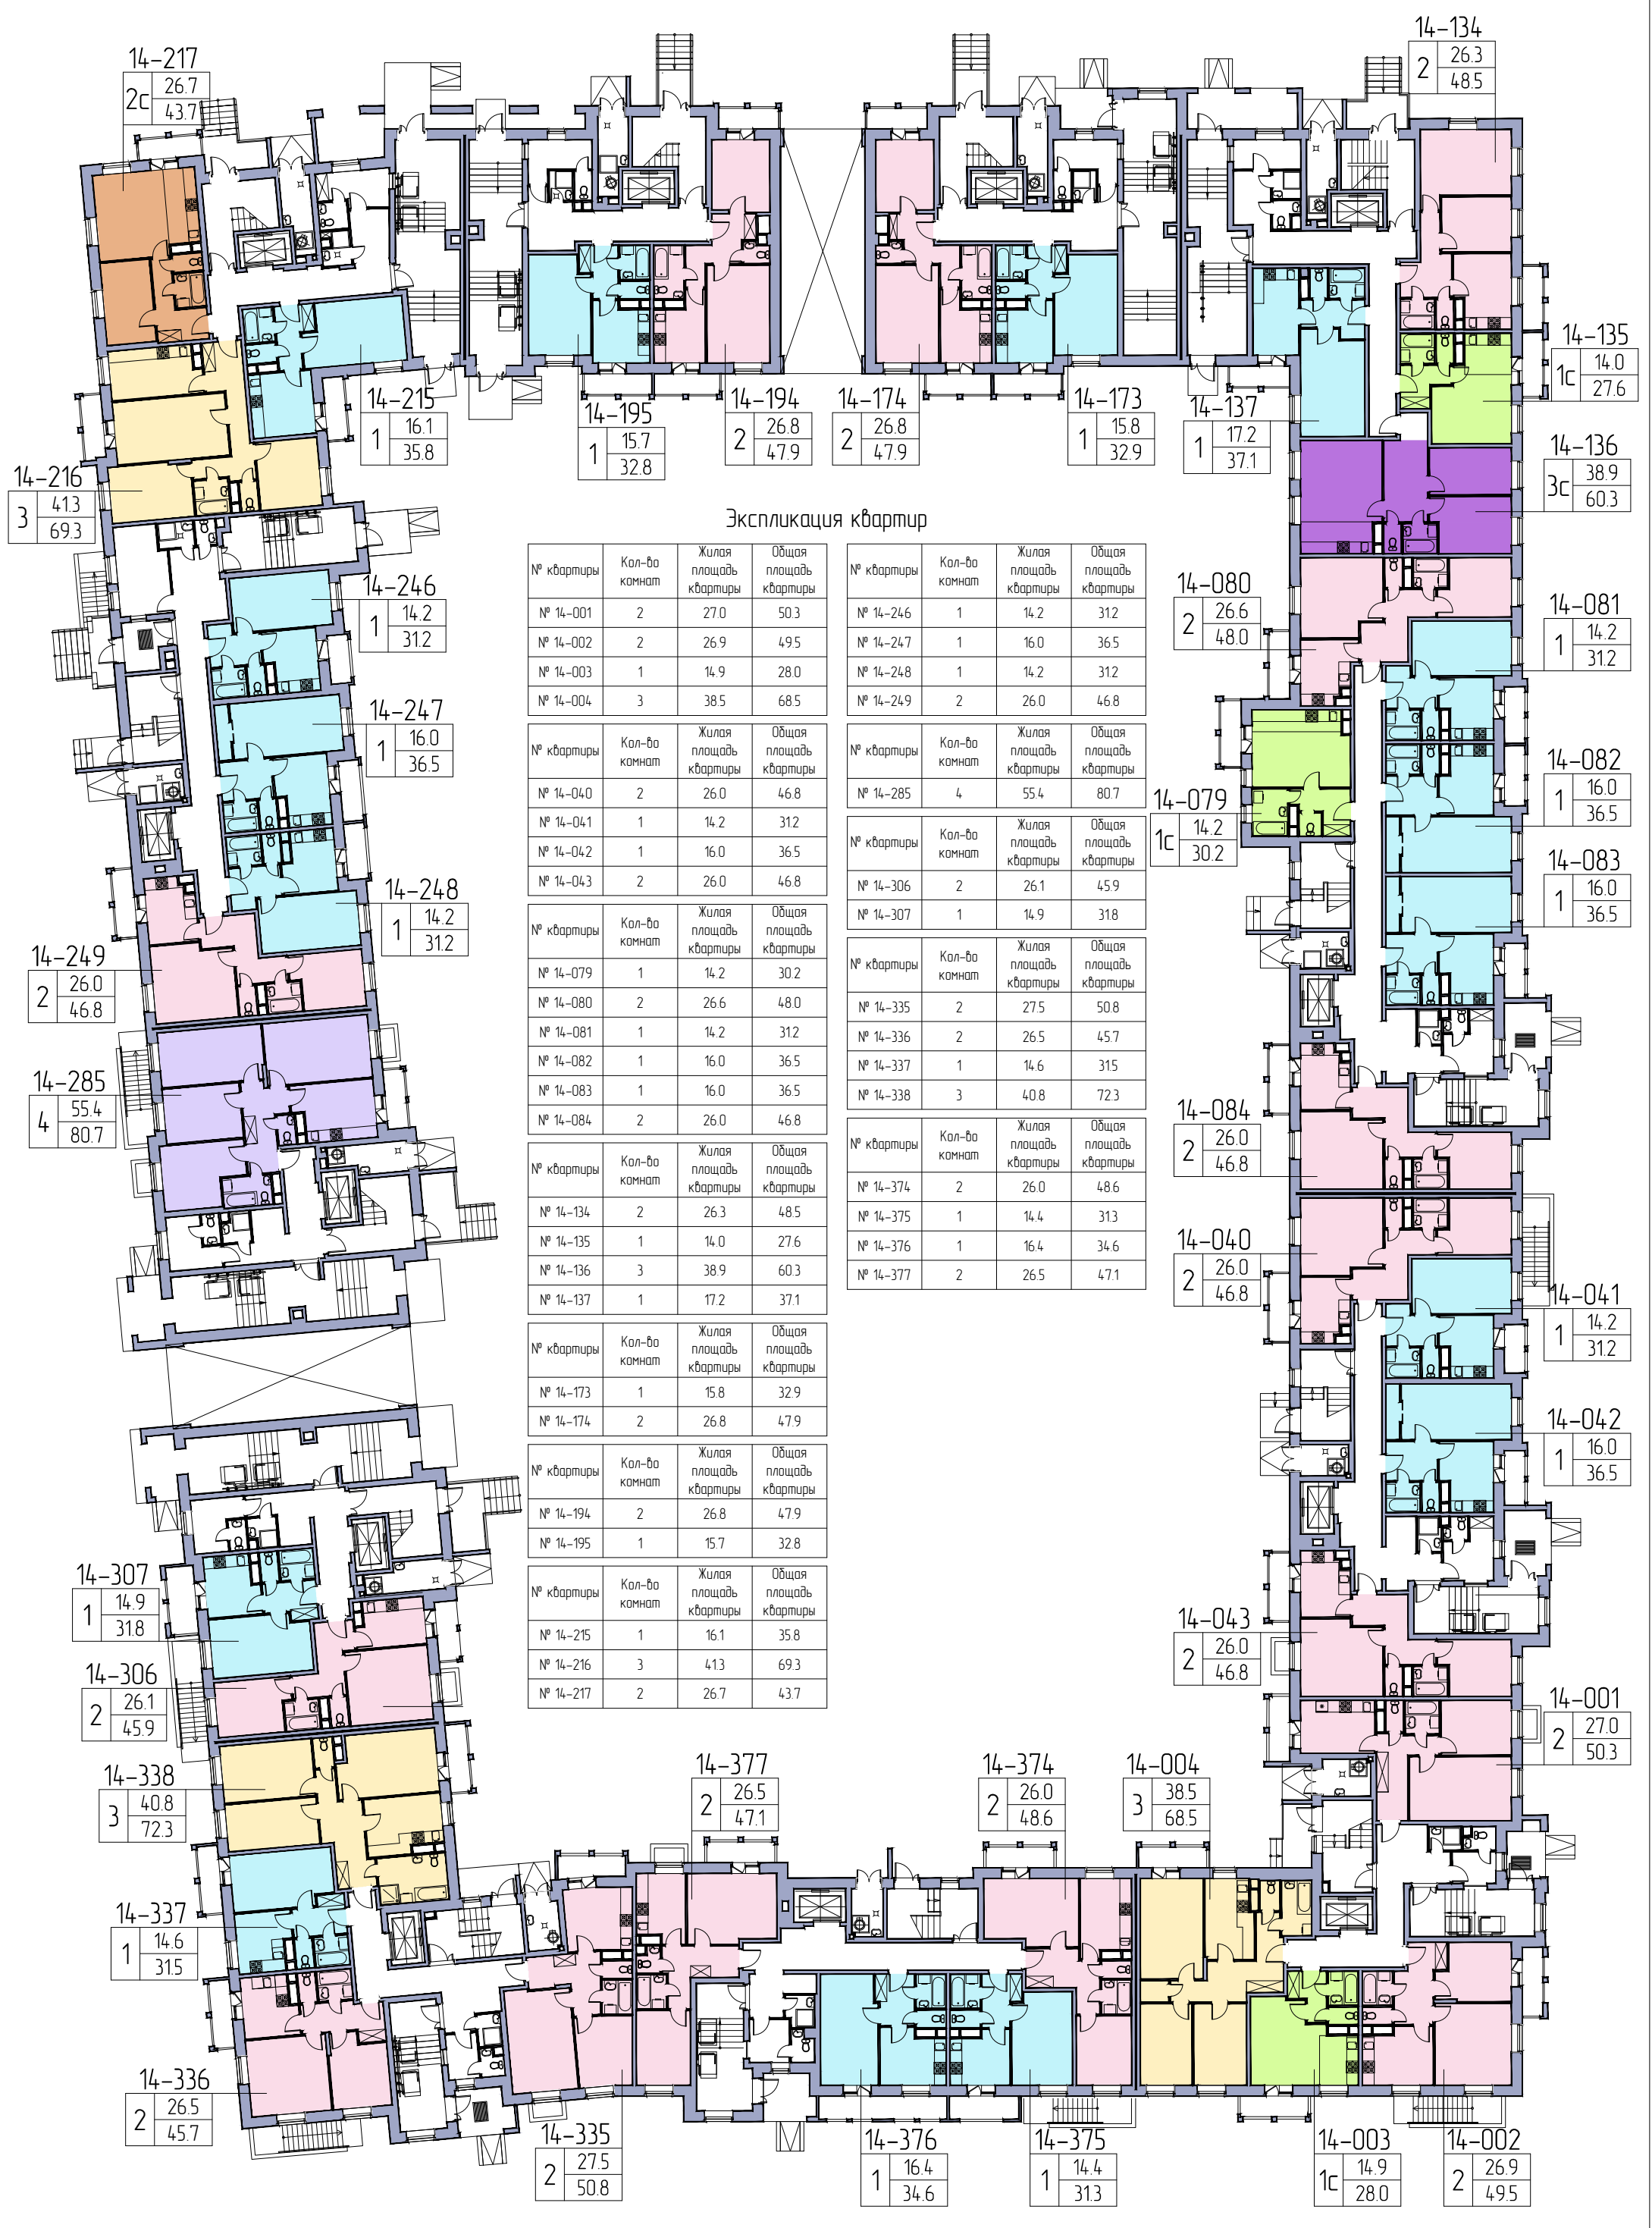 14-217
2с 26.7
43.7
14-134
2 26.3
48.5
14-135
1с 14.0
27.6
14-215
1 16.1
35.8
14-195
1 15.7
32.8
14-194
2 26.8
47.9
14-174
2 26.8
47.9
14-173
1 15.8
32.9
14-137
1 17.2
37.1
14-136
3с 38.9
60.3
14-216
3 41.3
69.3
14-246
1 14.2
31.2
14-247
1 16.0
36.5
14-248
1 14.2
31.2
14-249
2 26.0
46.8
14-285
4 55.4
80.7
Экспликация квартир
№ квартиры Кол-во комнат Жилая площадь квартиры Общая площадь квартиры
№ 14-001 2 27.0 50.3
№ 14-002 2 26.9 49.5
№ 14-003 1 14.9 28.0
№ 14-004 3 38.5 68.5
№ квартиры Кол-во комнат Жилая площадь квартиры Общая площадь квартиры
№ 14-040 2 26.0 46.8
№ 14-041 1 14.2 31.2
№ 14-042 1 16.0 36.5
№ 14-043 2 26.0 46.8
№ квартиры Кол-во комнат Жилая площадь квартиры Общая площадь квартиры
№ 14-079 1 14.2 30.2
№ 14-080 2 26.6 48.0
№ 14-081 1 14.2 31.2
№ 14-082 1 16.0 36.5
№ 14-083 1 16.0 36.5
№ 14-084 2 26.0 46.8
№ квартиры Кол-во комнат Жилая площадь квартиры Общая площадь квартиры
№ 14-134 2 26.3 48.5
№ 14-135 1 14.0 27.6
№ 14-136 3 38.9 60.3
№ 14-137 1 17.2 37.1
№ квартиры Кол-во комнат Жилая площадь квартиры Общая площадь квартиры
№ 14-173 1 15.8 32.9
№ 14-174 2 26.8 47.9
№ квартиры Кол-во комнат Жилая площадь квартиры Общая площадь квартиры
№ 14-194 2 26.8 47.9
№ 14-195 1 15.7 32.8
№ квартиры Кол-во комнат Жилая площадь квартиры Общая площадь квартиры
№ 14-215 1 16.1 35.8
№ 14-216 3 41.3 69.3
№ 14-217 2 26.7 43.7
№ квартиры Кол-во комнат Жилая площадь квартиры Общая площадь квартиры
№ 14-246 1 14.2 31.2
№ 14-247 1 16.0 36.5
№ 14-248 1 14.2 31.2
№ 14-249 2 26.0 46.8
№ квартиры Кол-во комнат Жилая площадь квартиры Общая площадь квартиры
№ 14-285 4 55.4 80.7
№ квартиры Кол-во комнат Жилая площадь квартиры Общая площадь квартиры
№ 14-306 2 26.1 45.9
№ 14-307 1 14.9 31.8
№ квартиры Кол-во комнат Жилая площадь квартиры Общая площадь квартиры
№ 14-335 2 27.5 50.8
№ 14-336 2 26.5 45.7
№ 14-337 1 14.6 31.5
№ 14-338 3 40.8 72.3
№ квартиры Кол-во комнат Жилая площадь квартиры Общая площадь квартиры
№ 14-374 2 26.0 48.6
№ 14-375 1 14.4 31.3
№ 14-376 1 16.4 34.6
№ 14-377 2 26.5 47.1
14-080
2 26.6
48.0
14-081
1 14.2
31.2
14-079
1с 14.2
30.2
14-082
1 16.0
36.5
14-083
1 16.0
36.5
14-084
2 26.0
46.8
14-040
2 26.0
46.8
14-041
1 14.2
31.2
14-042
1 16.0
36.5
14-043
2 26.0
46.8
14-001
2 27.0
50.3
14-307
1 14.9
31.8
14-306
2 26.1
45.9
14-338
3 40.8
72.3
14-337
1 14.6
31.5
14-336
2 26.5
45.7
14-377
2 26.5
47.1
14-374
2 26.0
48.6
14-004
3 38.5
68.5
14-335
2 27.5
50.8
14-376
1 16.4
34.6
14-375
1 14.4
31.3
14-003
1с 14.9
28.0
14-002
2 26.9
49.5